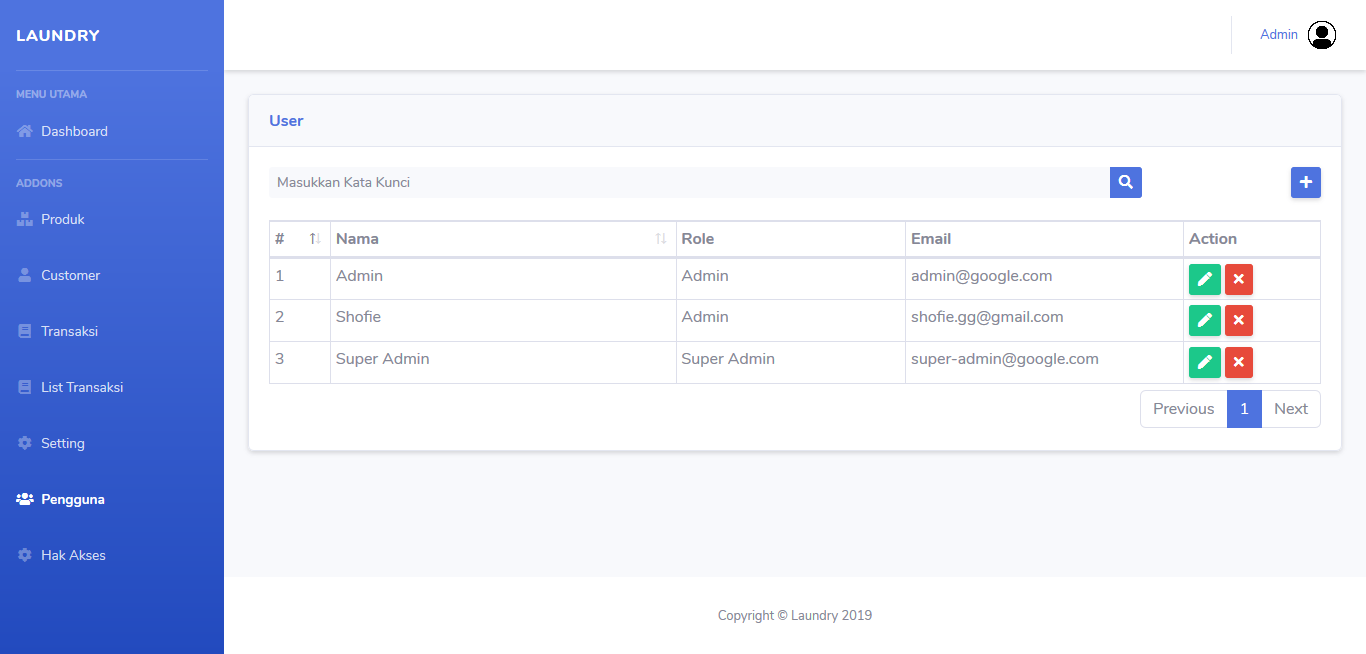 LAUNDRY
Admin
MENU UTAMA
Dashboard
ADDONS
Produk
Customer
Transaksi
List Transaksi
Setting
Pengguna
Hak Akses
User
Masukkan Kata Kunci
# Nama Role Email Action
1 Admin Admin admin@google.com
2 Shofie Admin shofie.gg@gmail.com
3 Super Admin Super Admin super-admin@google.com
Previous 1 Next
Copyright © Laundry 2019